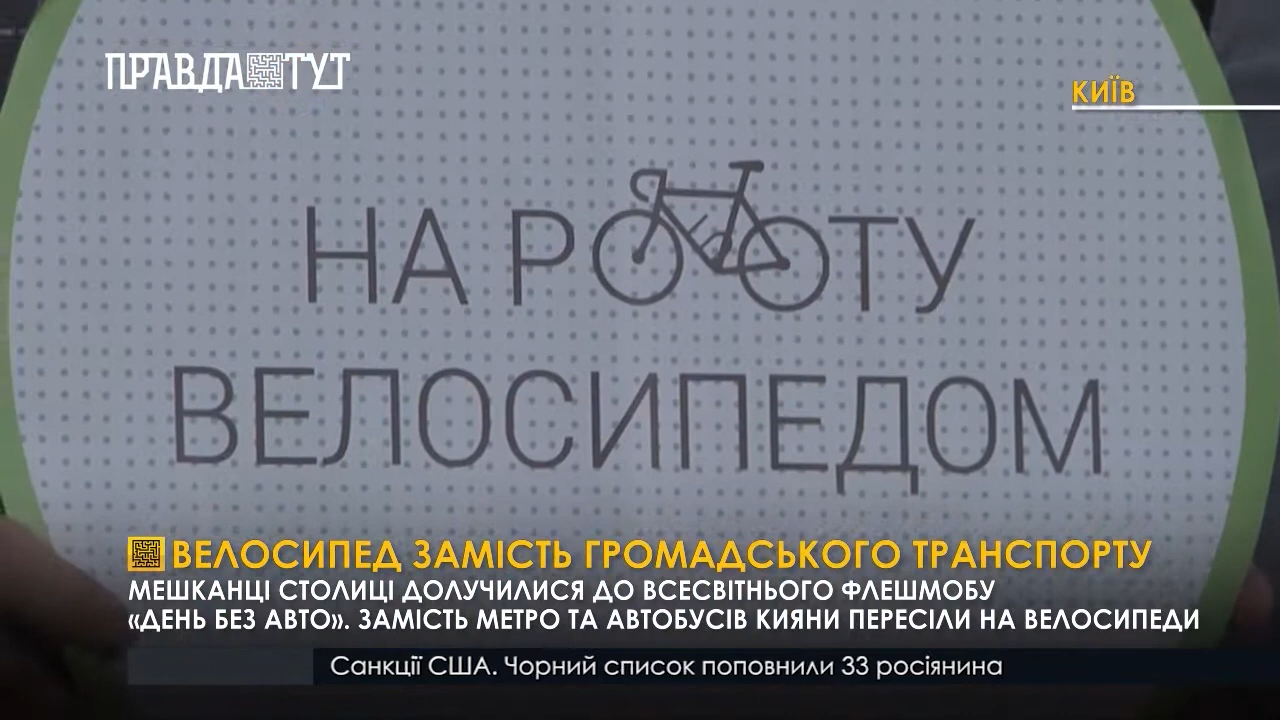 ПРАВДА ТУТ
КИЇВ
НА РОБОТУ
ВЕЛОСИПЕДОМ
ВЕЛОСИПЕД ЗАМІСТЬ ГРОМАДСЬКОГО ТРАНСПОРТУ
МЕШКАНЦІ СТОЛИЦІ ДОЛУЧИЛИСЯ ДО ВСЕСВІТНЬОГО ФЛЕШМОБУ
«ДЕНЬ БЕЗ АВТО». ЗАМІСТЬ МЕТРО ТА АВТОБУСІВ КИЯНИ ПЕРЕСІЛИ НА ВЕЛОСИПЕДИ
Санкції США. Чорний список поповнили 33 росіянина